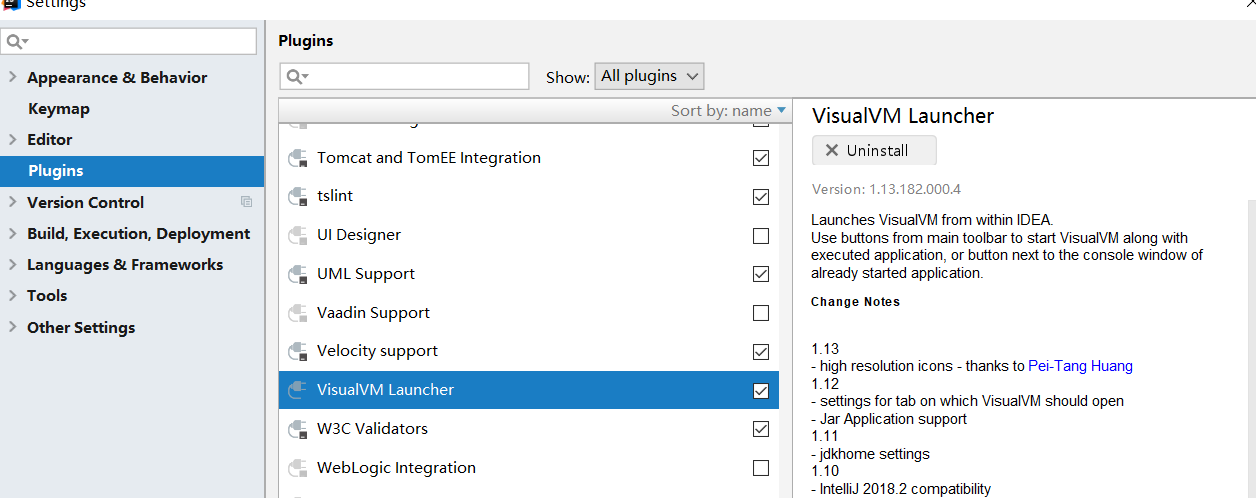 Settings
Appearance & Behavior
Keymap
Editor
Plugins
Version Control
Build, Execution, Deployment
Languages & Frameworks
Tools
Other Settings
Plugins
Show: All plugins
Sort by: name
Tomcat and TomEE Integration
tslint
UI Designer
UML Support
Vaadin Support
Velocity support
VisualVM Launcher
W3C Validators
WebLogic Integration
VisualVM Launcher
Uninstall
Version: 1.13.182.000.4
Launches VisualVM from within IDEA.
Use buttons from main toolbar to start VisualVM along with
executed application, or button next to the console window of
already started application.
Change Notes
1.13
- high resolution icons - thanks to Pei-Tang Huang
1.12
- settings for tab on which VisualVM should open
- Jar Application support
1.11
- jdkhome settings
1.10
- IntelliJ 2018.2 compatibility